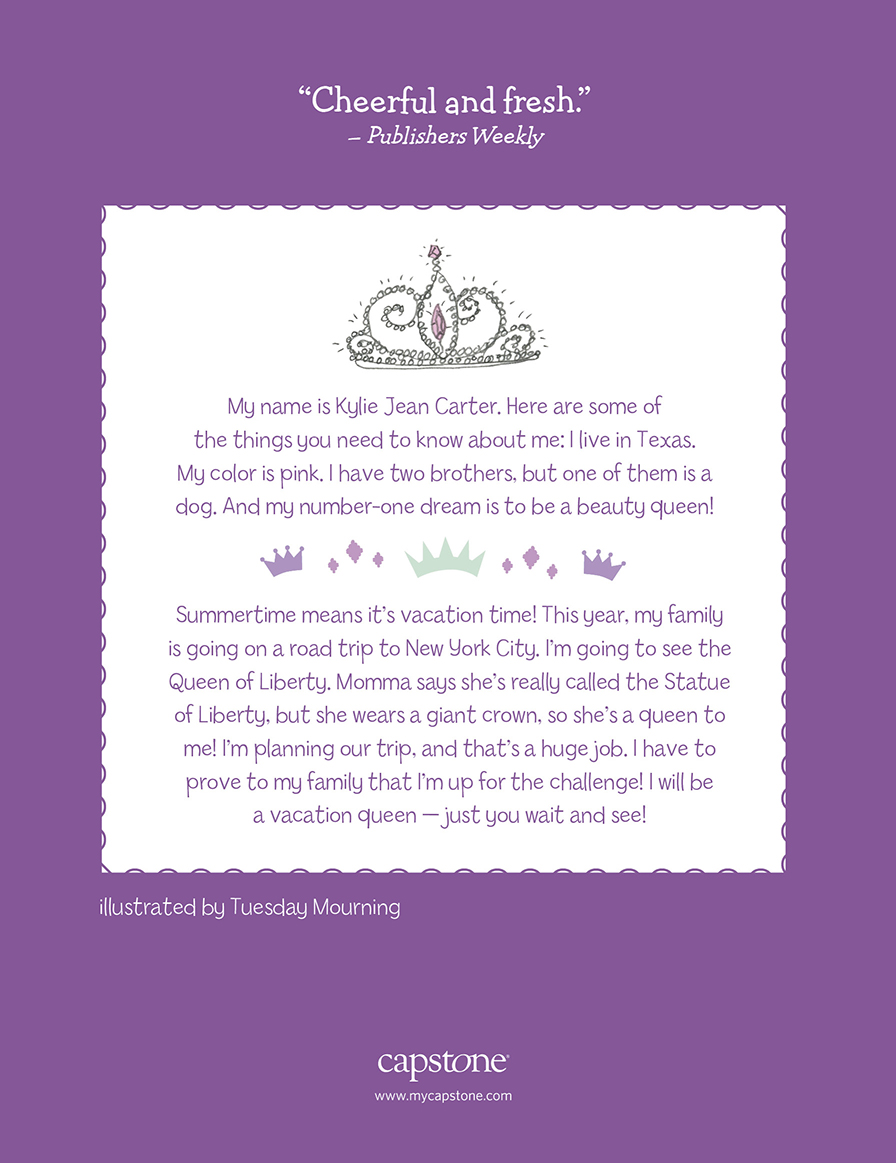 “Cheerful and fresh.”
– Publishers Weekly
My name is Kylie Jean Carter. Here are some of
the things you need to know about me: I live in Texas.
My color is pink. I have two brothers, but one of them is a
dog. And my number-one dream is to be a beauty queen!
Summertime means it’s vacation time! This year, my family
is going on a road trip to New York City. I’m going to see the
Queen of Liberty. Momma says she’s really called the Statue
of Liberty, but she wears a giant crown, so she’s a queen to
me! I’m planning our trip, and that’s a huge job. I have to
prove to my family that I’m up for the challenge! I will be
a vacation queen — just you wait and see!
illustrated by Tuesday Mourning
capstone®
www.mycapstone.com